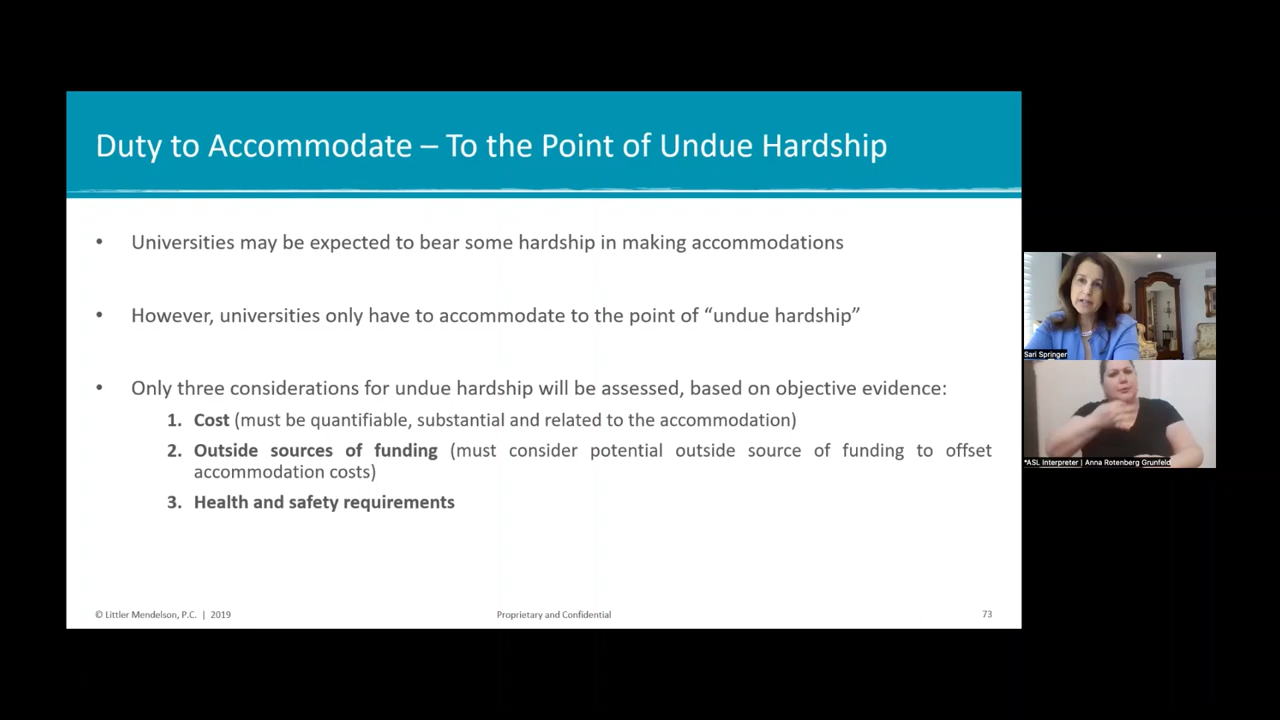 Duty to Accommodate – To the Point of Undue Hardship
• Universities may be expected to bear some hardship in making accommodations
• However, universities only have to accommodate to the point of “undue hardship”
• Only three considerations for undue hardship will be assessed, based on objective evidence:
1. Cost (must be quantifiable, substantial and related to the accommodation)
2. Outside sources of funding (must consider potential outside source of funding to offset
accommodation costs)
3. Health and safety requirements
© Littler Mendelson, P.C. | 2019
Proprietary and Confidential
73
Sari Springer
*ASL Interpreter | Anna Rotenberg Grunfeld